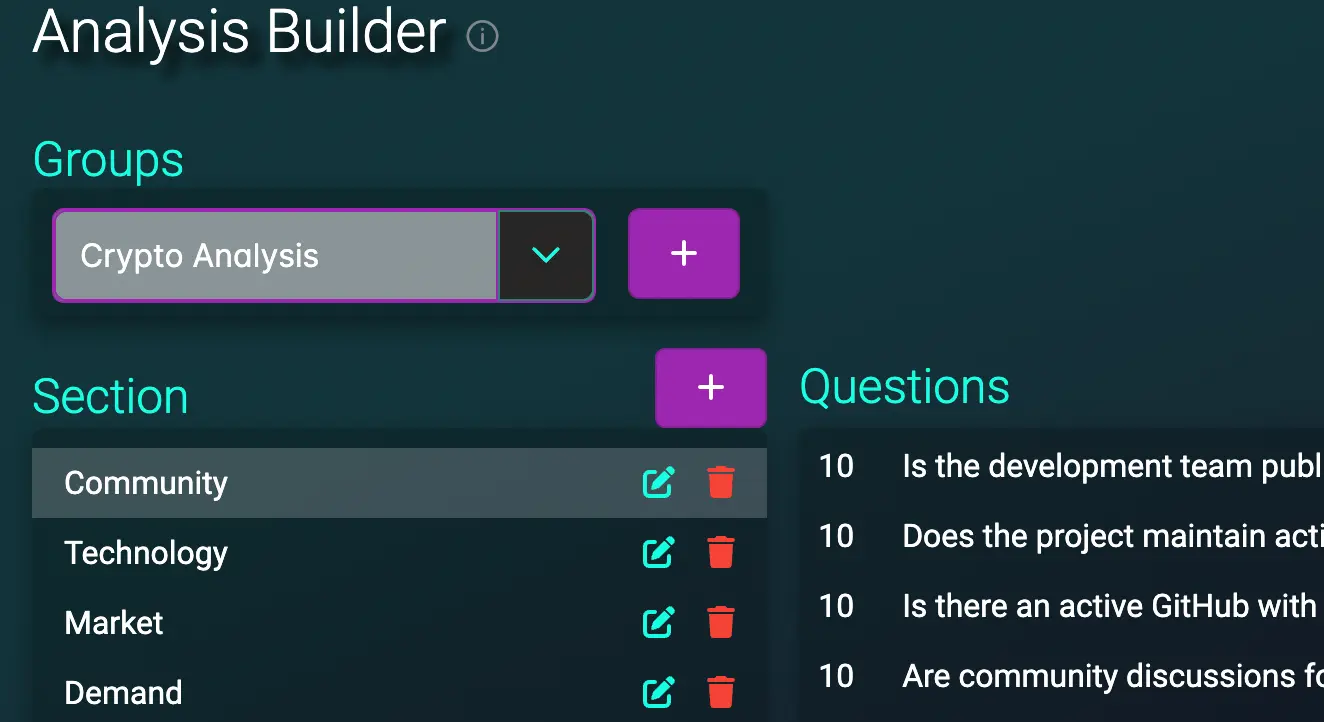 Analysis Builder
Groups
Crypto Analysis
Section
Community
Technology
Market
Demand
Questions
10 Is the development team publ
10 Does the project maintain acti
10 Is there an active GitHub with
10 Are community discussions fo